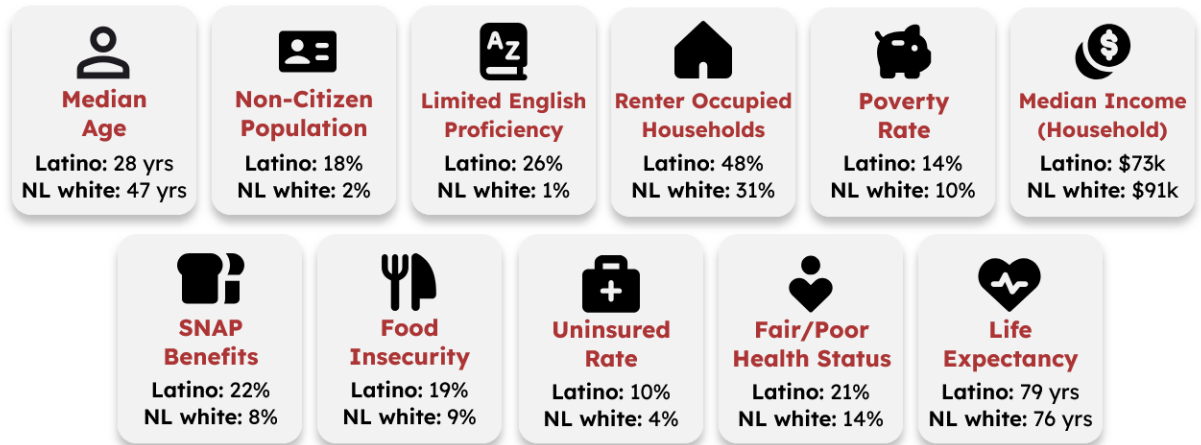 Median
Age
Latino: 28 yrs
NL white: 47 yrs
Non-Citizen
Population
Latino: 18%
NL white: 2%
A
Z
Limited English
Proficiency
Latino: 26%
NL white: 1%
Renter Occupied
Households
Latino: 48%
NL white: 31%
Poverty
Rate
Latino: 14%
NL white: 10%
$
Median Income
(Household)
Latino: $73k
NL white: $91k
SNAP
Benefits
Latino: 22%
NL white: 8%
Food
Insecurity
Latino: 19%
NL white: 9%
Uninsured
Rate
Latino: 10%
NL white: 4%
Fair/Poor
Health Status
Latino: 21%
NL white: 14%
Life
Expectancy
Latino: 79 yrs
NL white: 76 yrs